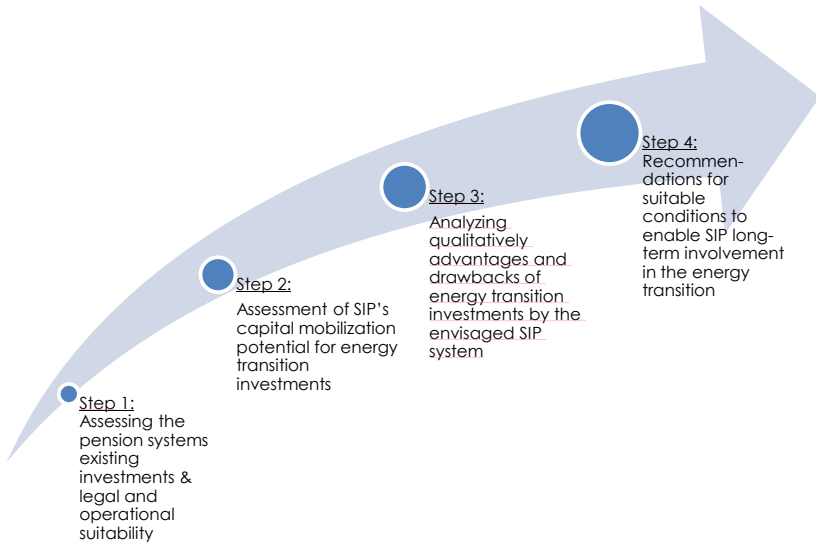 Step 1:
Assessing the
pension systems
existing
investments &
legal and
operational
suitability
Step 2:
Assessment of SIP’s
capital mobilization
potential for energy
transition
investments
Step 3:
Analyzing
qualitatively
advantages and
drawbacks of
energy transition
investments by the
envisaged SIP
system
Step 4:
Recommen-
dations for
suitable
conditions to
enable SIP long-
term involvement
in the energy
transition